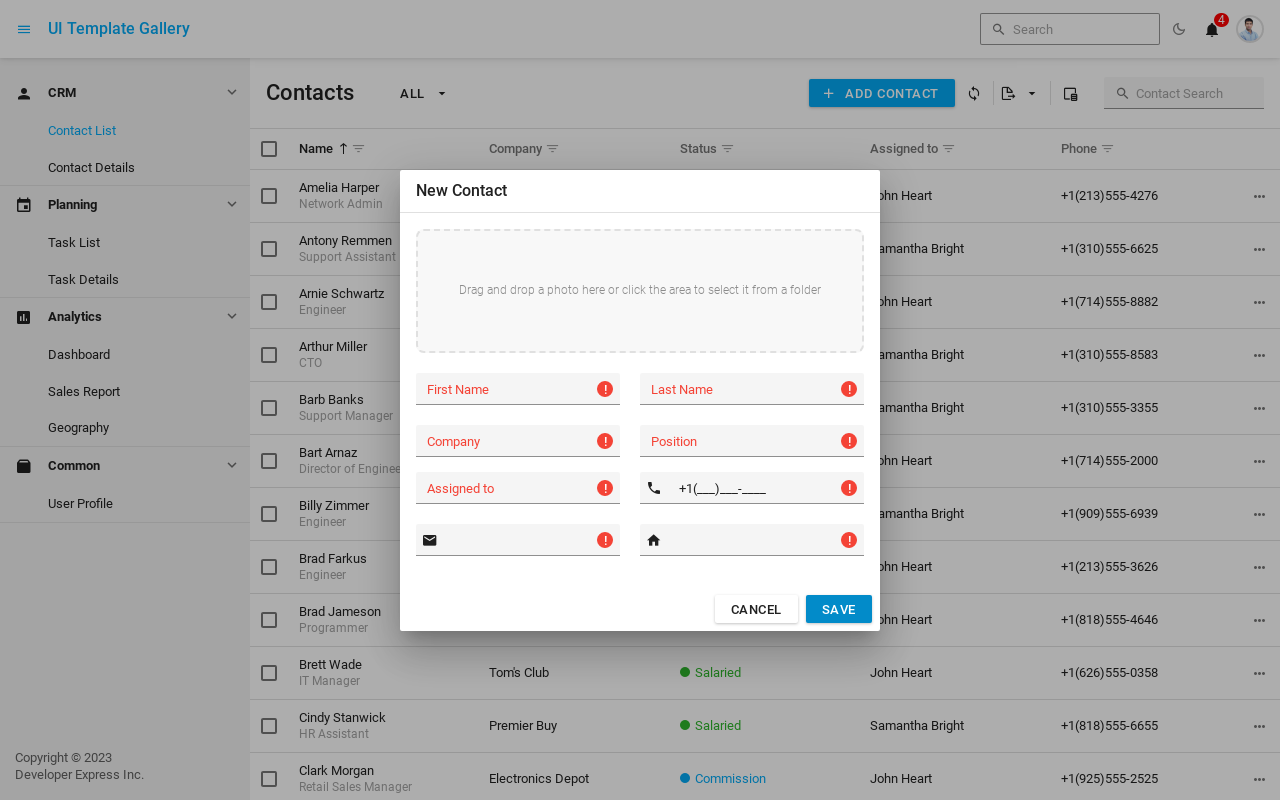 UI Template Gallery
Search
4
CRM
Contact List
Contact Details
Planning
Task List
Task Details
Analytics
Dashboard
Sales Report
Geography
Common
User Profile
Copyright © 2023
Developer Express Inc.
Contacts
ALL
ADD CONTACT
Contact Search
Name
Company
Status
Assigned to
Phone
Amelia Harper
Network Admin
John Heart
+1(213)555-4276
Antony Remmen
Support Assistant
Samantha Bright
+1(310)555-6625
Arnie Schwartz
Engineer
John Heart
+1(714)555-8882
Arthur Miller
CTO
Samantha Bright
+1(310)555-8583
Barb Banks
Support Manager
Samantha Bright
+1(310)555-3355
Bart Arnaz
Director of Enginee
John Heart
+1(714)555-2000
Billy Zimmer
Engineer
Samantha Bright
+1(909)555-6939
Brad Farkus
Engineer
John Heart
+1(213)555-3626
Brad Jameson
Programmer
John Heart
+1(818)555-4646
Brett Wade
IT Manager
Tom's Club
Salaried
John Heart
+1(626)555-0358
Cindy Stanwick
HR Assistant
Premier Buy
Salaried
Samantha Bright
+1(818)555-6655
Clark Morgan
Retail Sales Manager
Electronics Depot
Commission
John Heart
+1(925)555-2525
New Contact
Drag and drop a photo here or click the area to select it from a folder
First Name
Last Name
Company
Position
Assigned to
+1(___)___-____
CANCEL
SAVE